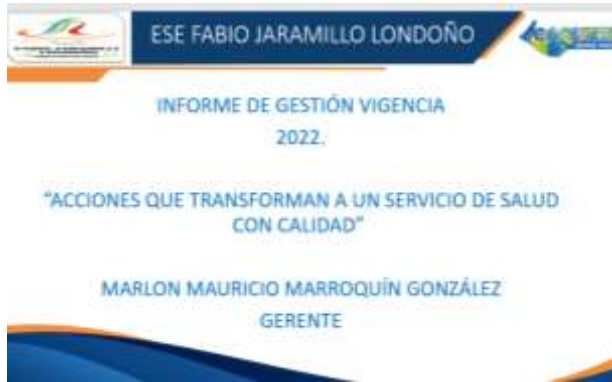 ESE FABIO JARAMILLO LONDOÑO
INFORME DE GESTIÓN VIGENCIA
2022.
"ACCIONES QUE TRANSFORMAN A UN SERVICIO DE SALUD
CON CALIDAD"
MARLON MAURICIO MARROQUÍN GONZÁLEZ
GERENTE